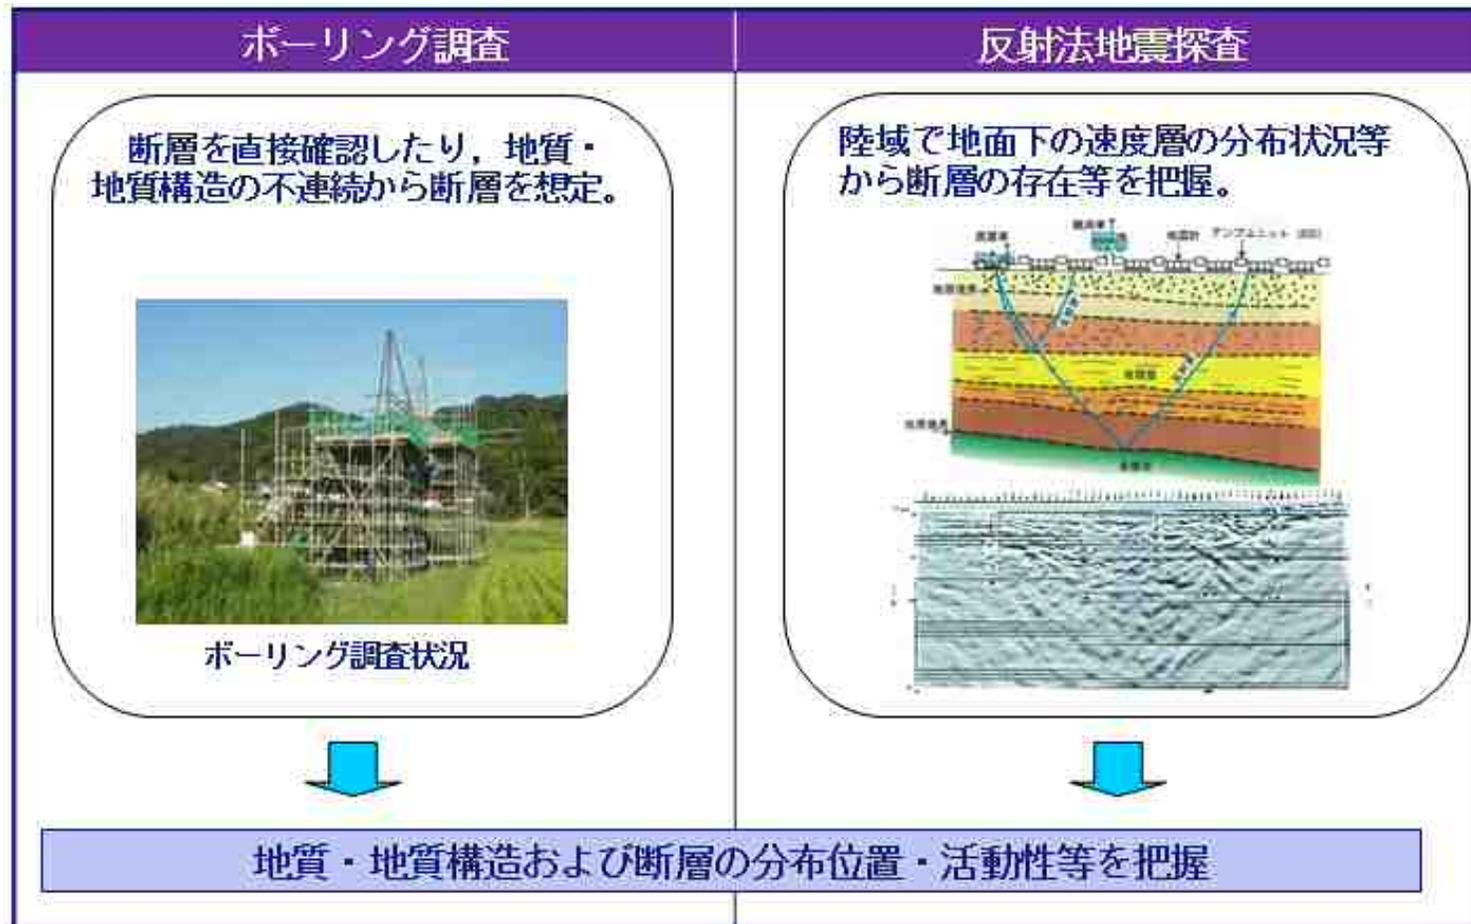 ボーリング調査
断層を直接確認したり，地質・
地質構造の不連続から断層を想定。
ボーリング調査状況
反射法地震探査
陸域で地面下の速度層の分布状況等
から断層の存在等を把握。
地質・地質構造および断層の分布位置・活動性等を把握